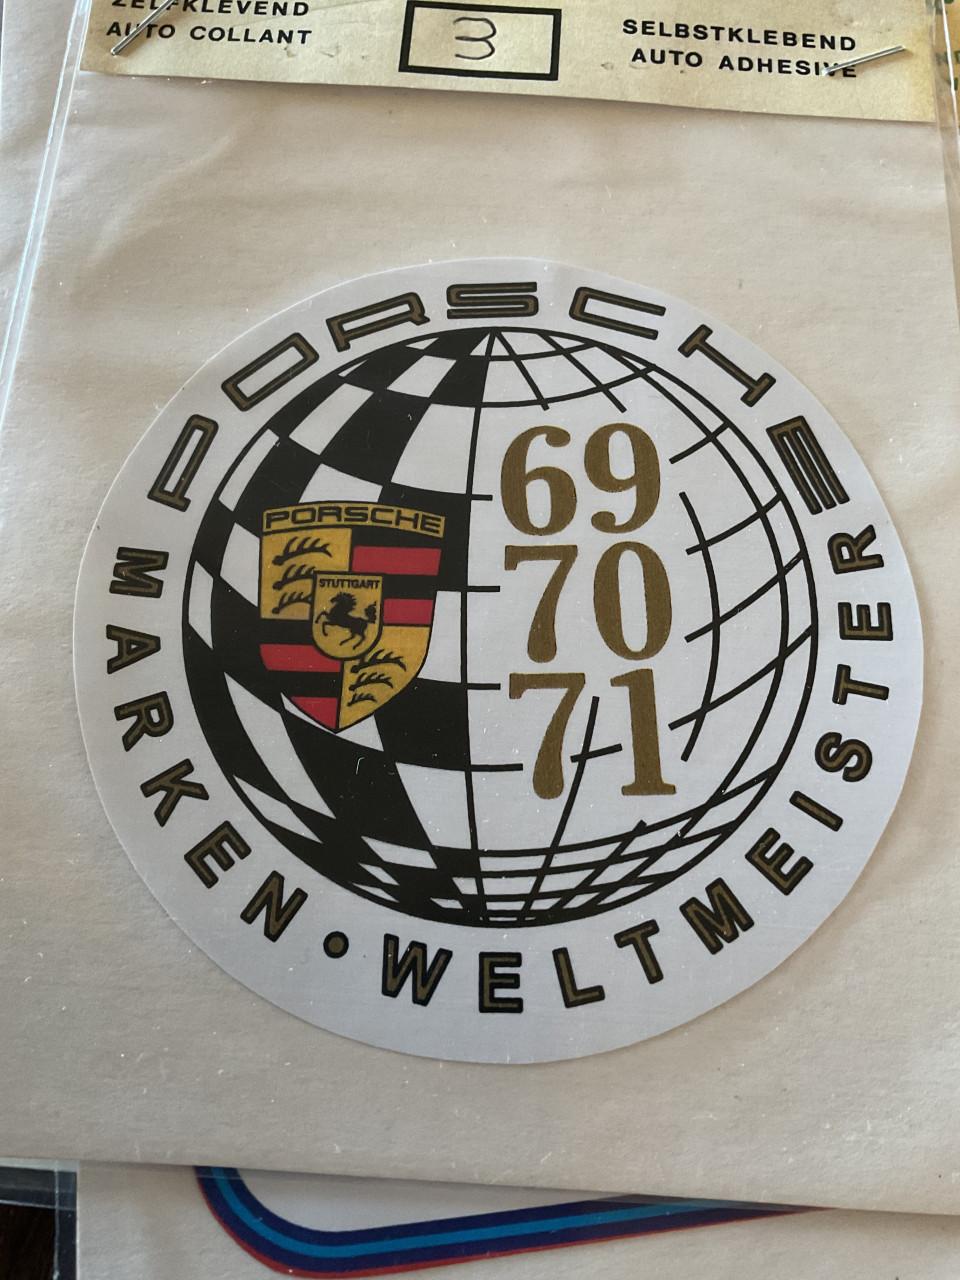 ZELFKLEVEND
AUTO COLLANT
3
SELBSTKLEBEND
AUTO ADHESIVE
PORSCHE
69
70
71
PORSCHE
STUTTGART
MARKEN • WELTMEISTER